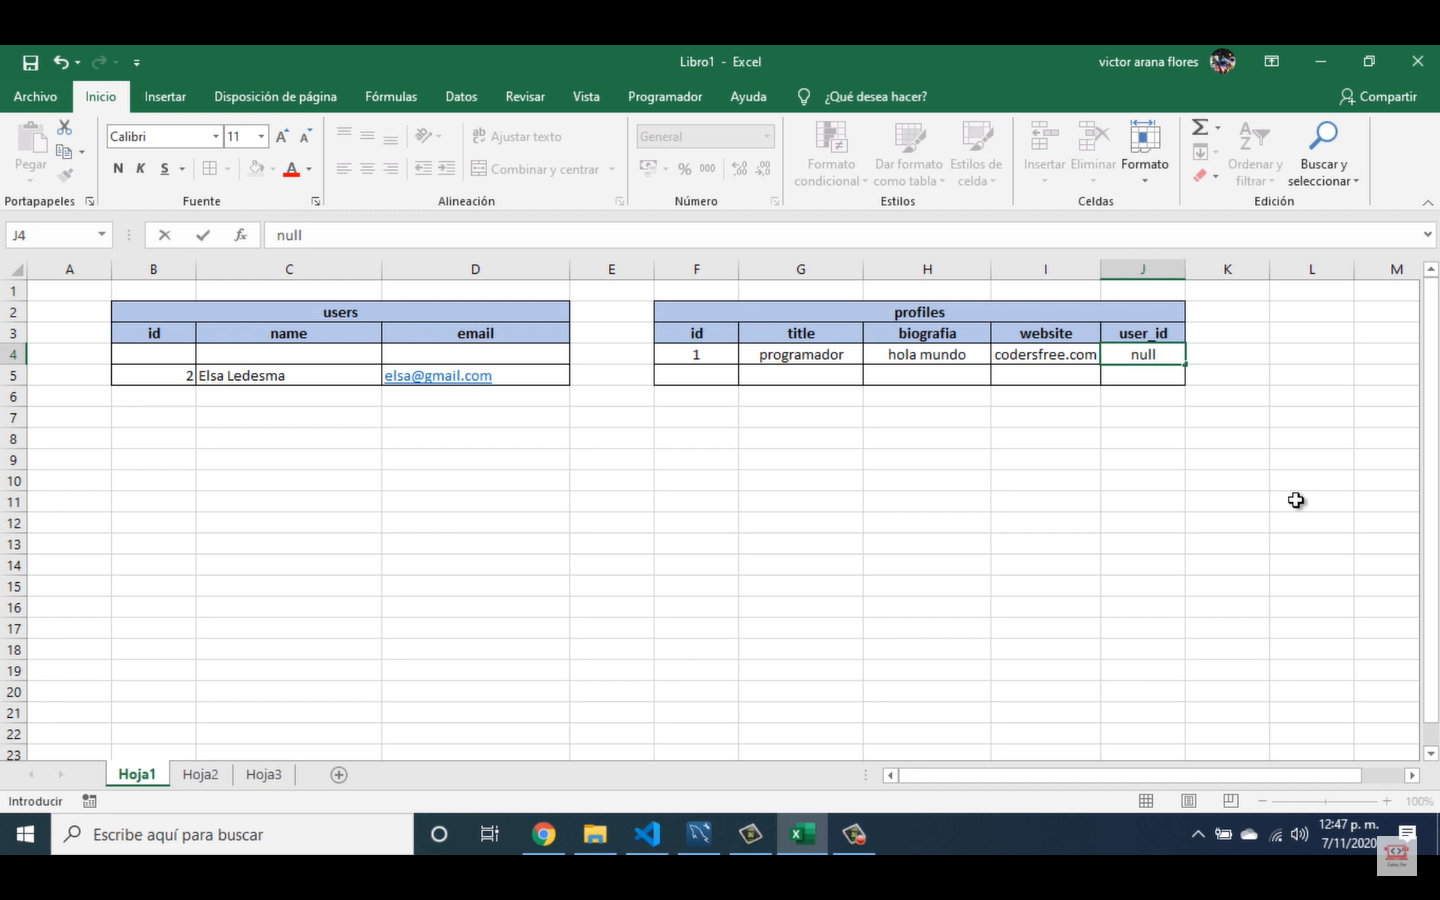 Libro1 - Excel
victor arana flores
Archivo Inicio Insertar Disposición de página Fórmulas Datos Revisar Vista Programador Ayuda ¿Qué desea hacer? Compartir
Pegar
Portapapeles
Calibri 11
N K S
Fuente
Ajustar texto
Combinar y centrar
Alineación
General
% 000
Número
Formato condicional
Dar formato como tabla
Estilos de celda
Estilos
Insertar Eliminar Formato
Celdas
Ordenar y filtrar
Buscar y seleccionar
Edición
J4 fx null
A B C D E F G H I J K L M
1
2 users profiles
3 id name email id title biografia website user_id
4 1 programador hola mundo codersfree.com null
5 2 Elsa Ledesma elsa@gmail.com
6
7
8
9
10
11
12
13
14
15
16
17
18
19
20
21
22
23
Hoja1 Hoja2 Hoja3
Introducir 100%
Escribe aquí para buscar
12:47 p. m.
7/11/2020